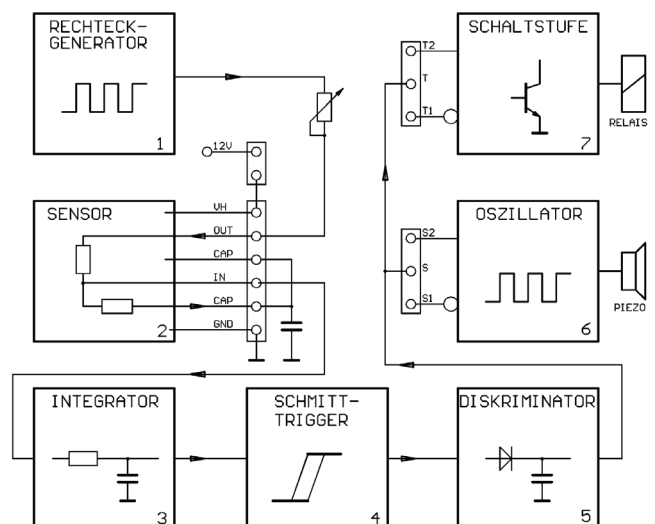 RECHTECK-
GENERATOR
1
12V
SENSOR
VH
OUT
CAP
IN
CAP
GND
2
INTEGRATOR
3
SCHMITT-
TRIGGER
4
DISKRIMINATOR
5
SCHALTSTUFE
T2
T
T1
7
RELAIS
OSZILLATOR
S2
S
S1
6
PIEZO